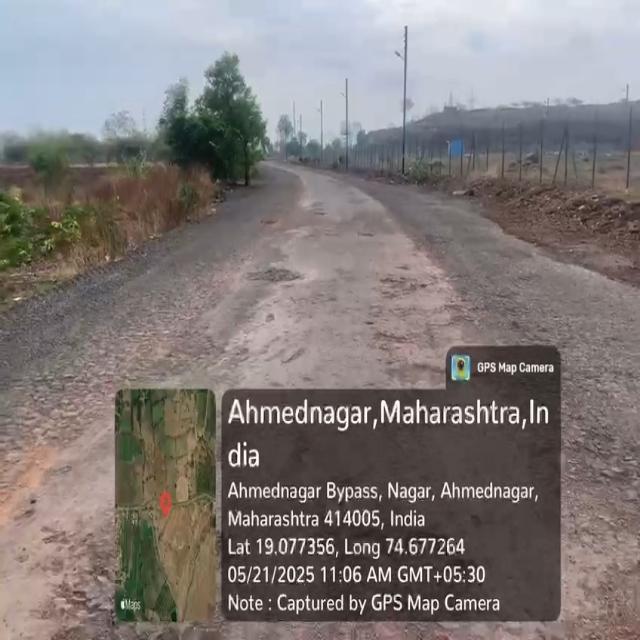 GPS Map Camera
Ahmednagar,Maharashtra,In
dia
Ahmednagar Bypass, Nagar, Ahmednagar,
Maharashtra 414005, India
Lat 19.077356, Long 74.677264
05/21/2025 11:06 AM GMT+05:30
Note : Captured by GPS Map Camera
Maps